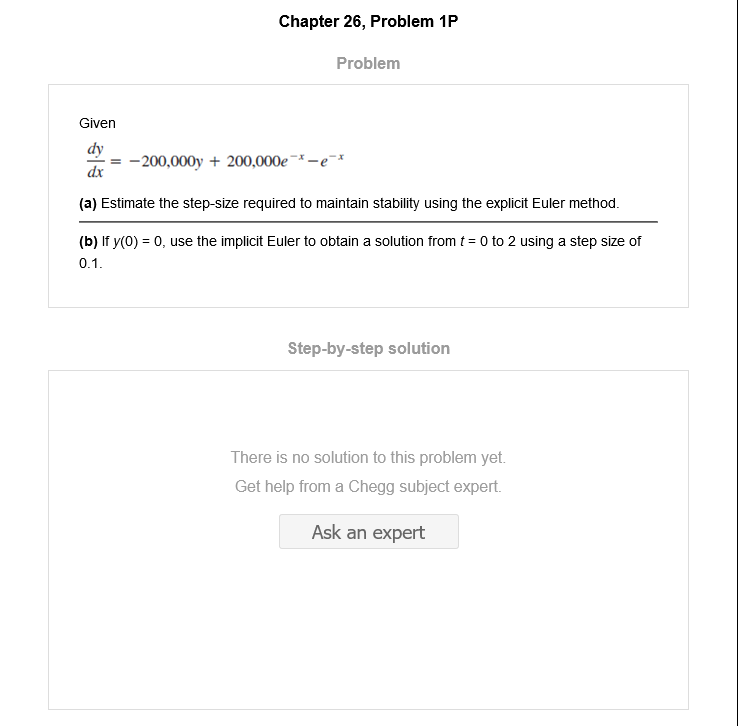 Chapter 26, Problem 1P
Problem
Given
dy/dx = −200,000y + 200,000e⁻ˣ − e⁻ˣ
(a) Estimate the step-size required to maintain stability using the explicit Euler method.
(b) If y(0) = 0, use the implicit Euler to obtain a solution from t = 0 to 2 using a step size of
0.1.
Step-by-step solution
There is no solution to this problem yet.
Get help from a Chegg subject expert.
Ask an expert